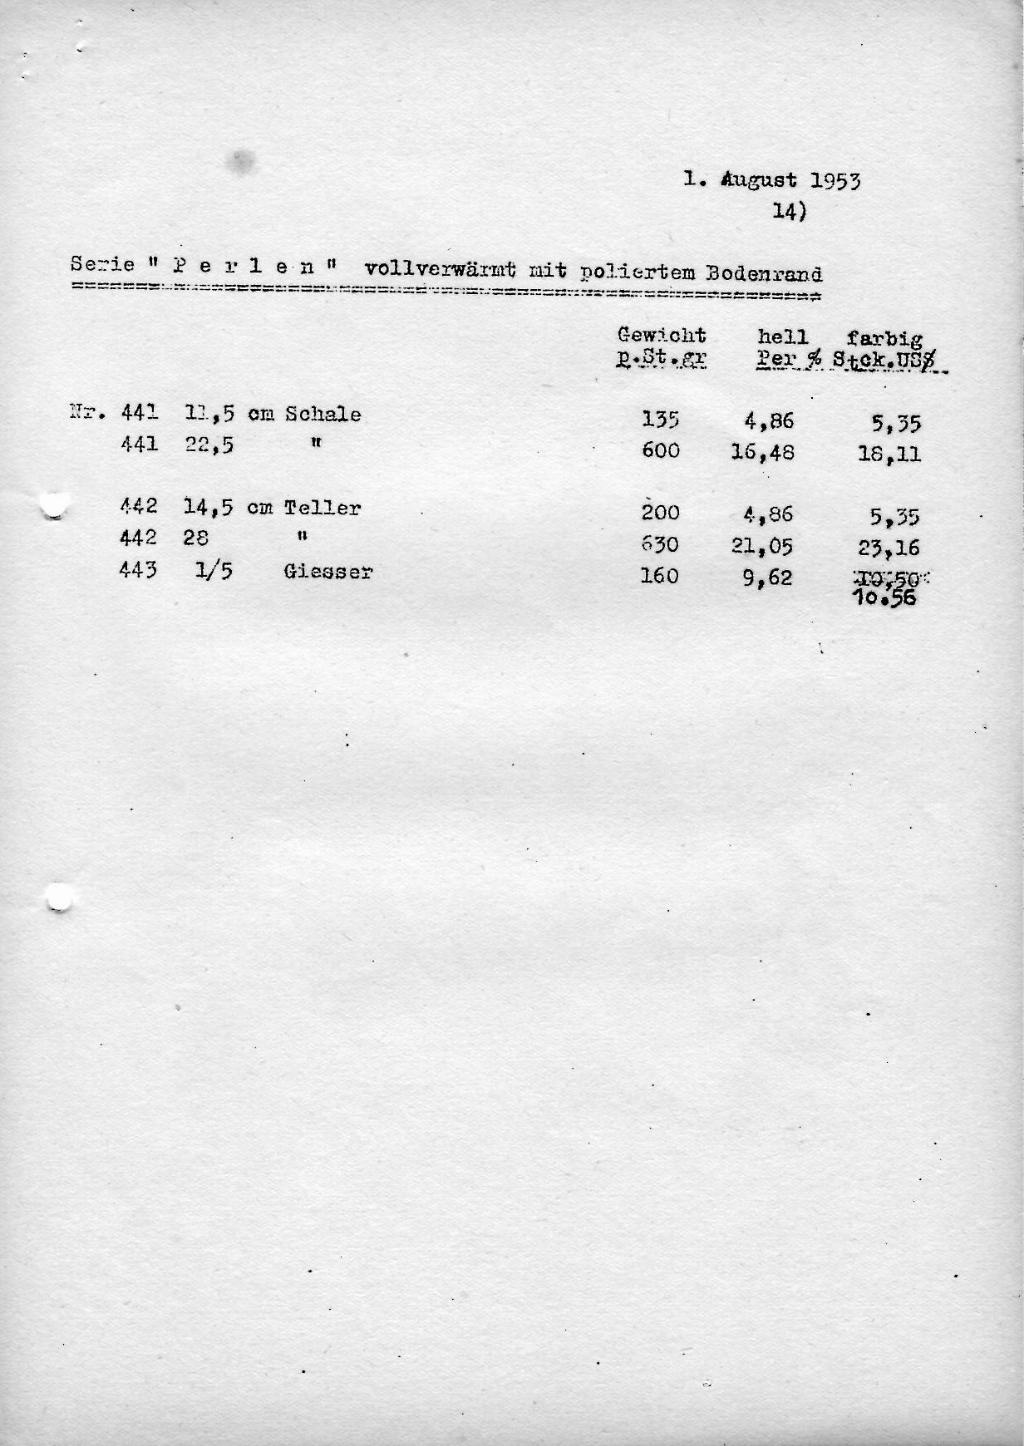 1. August 1953
14)
Serie " P e r l e n " vollverwärmt mit poliertem Bodenrand
Gewicht hell farbig
p.St.gr Per % Stck.US$
Nr. 441 11,5 cm Schale 135 4,86 5,35
441 22,5 " 600 16,48 18,11
442 14,5 cm Teller 200 4,86 5,35
442 28 " 630 21,05 23,16
443 1/5 Giesser 160 9,62 10,50
10.56